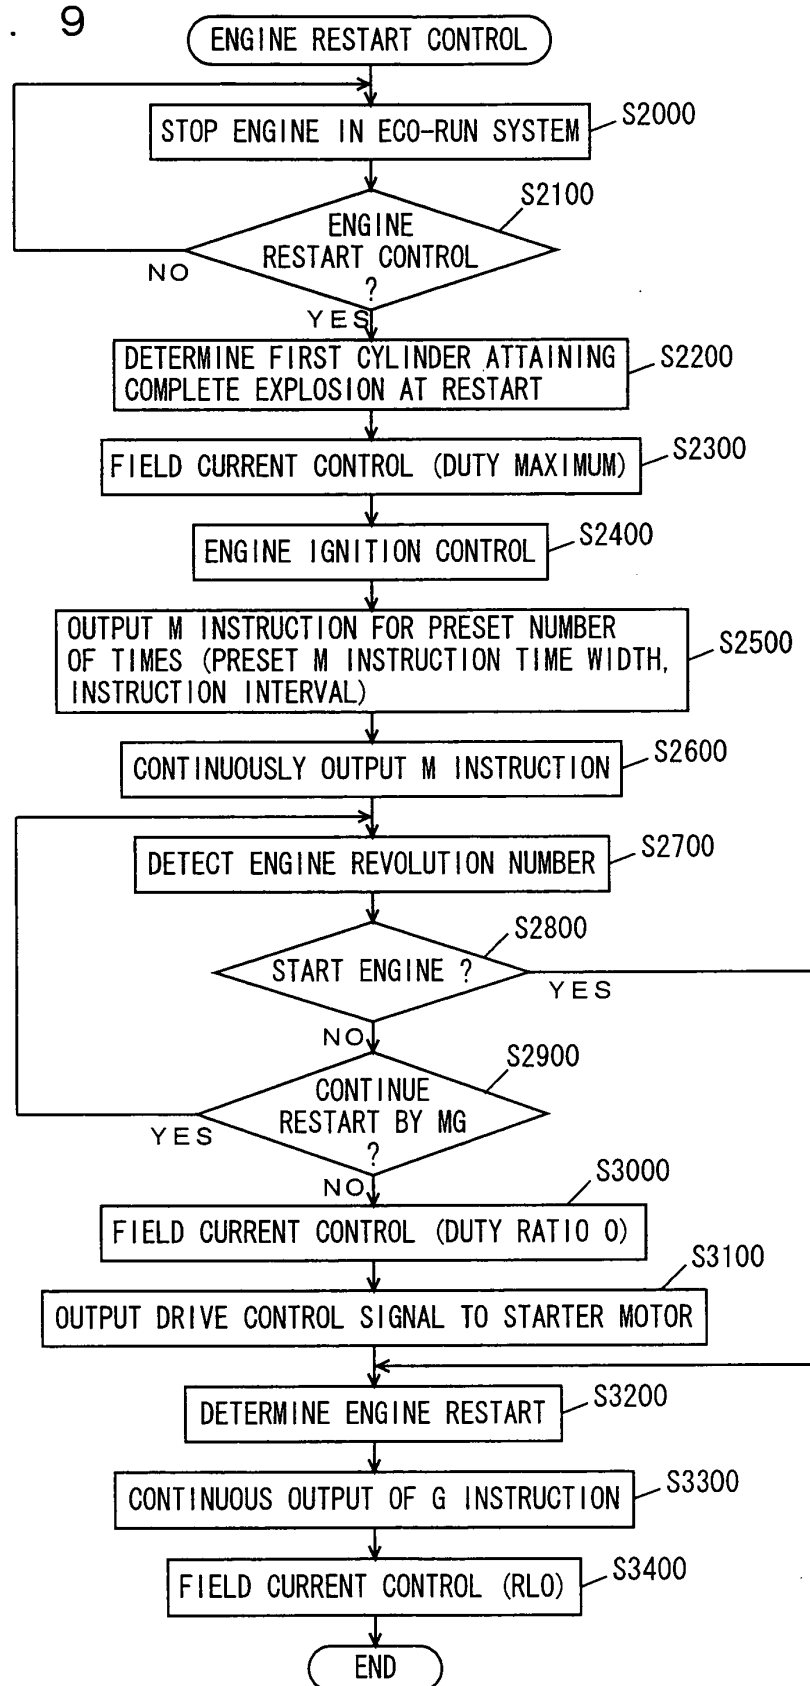 . 9
ENGINE RESTART CONTROL
STOP ENGINE IN ECO-RUN SYSTEM
S2000
S2100
ENGINE
RESTART CONTROL
?
NO
YES
DETERMINE FIRST CYLINDER ATTAINING
COMPLETE EXPLOSION AT RESTART
S2200
FIELD CURRENT CONTROL (DUTY MAXIMUM)
S2300
ENGINE IGNITION CONTROL
S2400
OUTPUT M INSTRUCTION FOR PRESET NUMBER
OF TIMES (PRESET M INSTRUCTION TIME WIDTH,
INSTRUCTION INTERVAL)
S2500
CONTINUOUSLY OUTPUT M INSTRUCTION
S2600
DETECT ENGINE REVOLUTION NUMBER
S2700
S2800
START ENGINE ?
YES
NO
S2900
CONTINUE
RESTART BY MG
?
YES
NO
S3000
FIELD CURRENT CONTROL (DUTY RATIO 0)
S3100
OUTPUT DRIVE CONTROL SIGNAL TO STARTER MOTOR
DETERMINE ENGINE RESTART
S3200
CONTINUOUS OUTPUT OF G INSTRUCTION
S3300
FIELD CURRENT CONTROL (RLO)
S3400
END